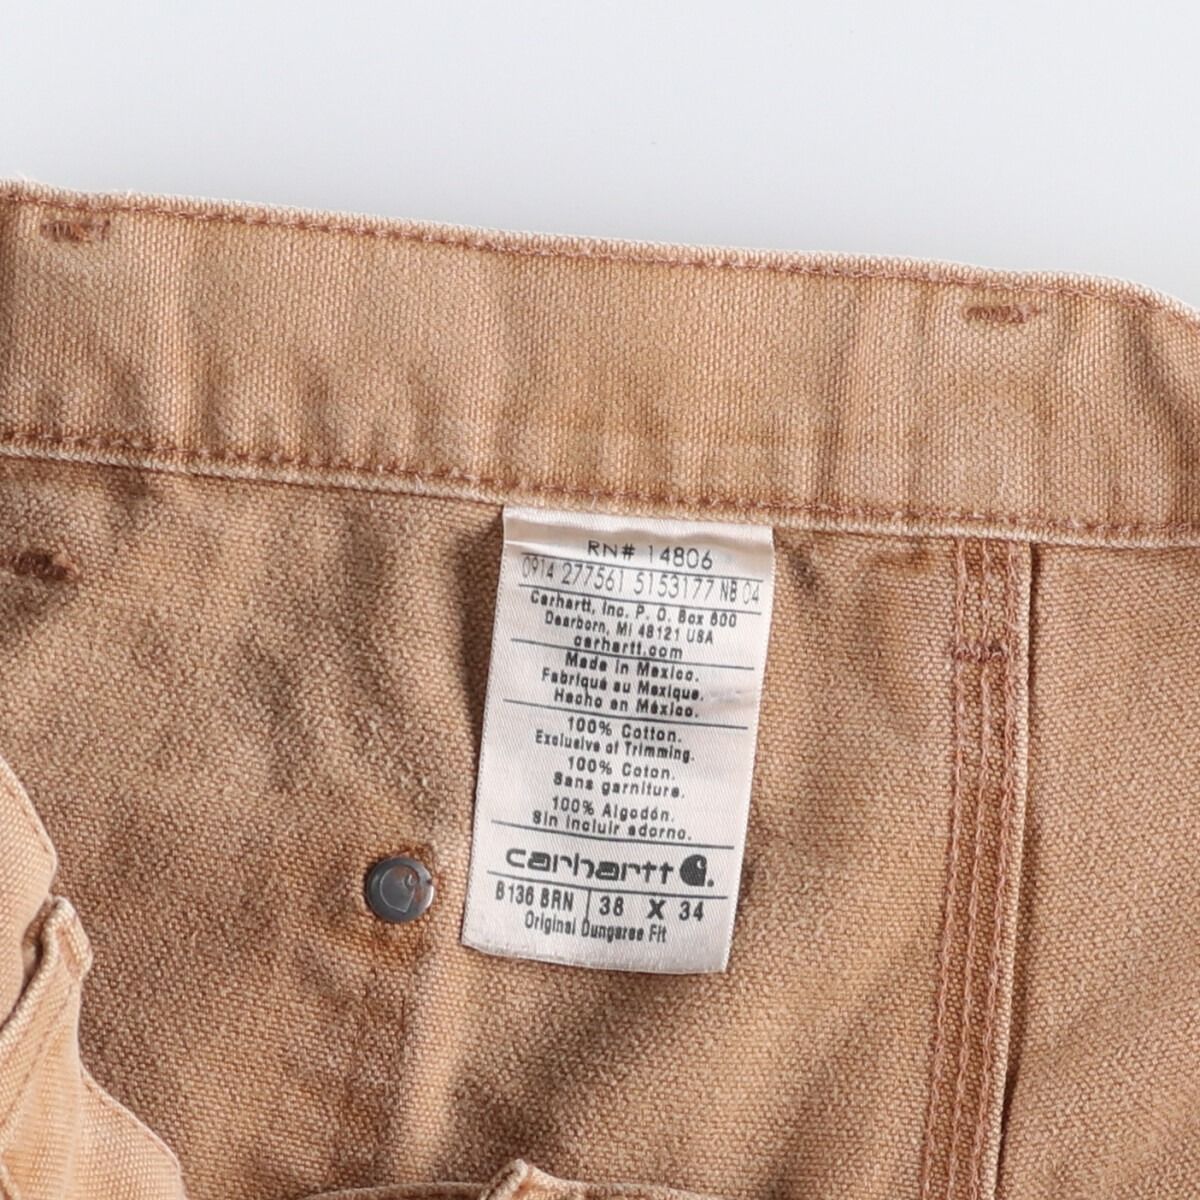 RN# 14806
0914 277561 5153177 NB 04
Carhartt, Inc. P. O. Box 600
Dearborn, MI 48121 USA
carhartt.com
Made in Mexico.
Fabriqué au Mexique.
Hecho en México.
100% Cotton.
Exclusive of Trimming.
100% Coton.
Sans garniture.
100% Algodón.
Sin incluir adorno.
carhartt
B136 BRN 38 X 34
Original Dungaree Fit